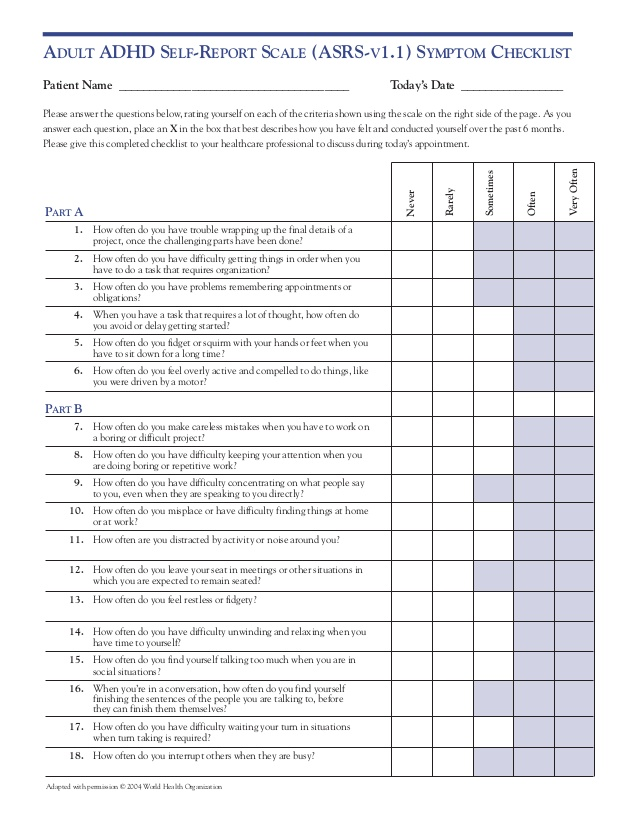 ADULT ADHD SELF-REPORT SCALE (ASRS-V1.1) SYMPTOM CHECKLIST
Patient Name
Today's Date
Please answer the questions below, rating yourself on each of the criteria shown using the scale on the right side of the page. As you
answer each question, place an X in the box that best describes how you have felt and conducted yourself over the past 6 months.
Please give this completed checklist to your healthcare professional to discuss during today's appointment.
Never
Rarely
Sometimes
Often
Very Often
PART A
1. How often do you have trouble wrapping up the final details of a
project, once the challenging parts have been done?
2. How often do you have difficulty getting things in order when you
have to do a task that requires organization?
3. How often do you have problems remembering appointments or
obligations?
4. When you have a task that requires a lot of thought, how often do
you avoid or delay getting started?
5. How often do you fidget or squirm with your hands or feet when you
have to sit down for a long time?
6. How often do you feel overly active and compelled to do things, like
you were driven by a motor?
PART B
7. How often do you make careless mistakes when you have to work on
a boring or difficult project?
8. How often do you have difficulty keeping your attention when you
are doing boring or repetitive work?
9. How often do you have difficulty concentrating on what people say
to you, even when they are speaking to you directly?
10. How often do you misplace or have difficulty finding things at home
or at work?
11. How often are you distracted by activity or noise around you?
12. How often do you leave your seat in meetings or other situations in
which you are expected to remain seated?
13. How often do you feel restless or fidgety?
14. How often do you have difficulty unwinding and relaxing when you
have time to yourself?
15. How often do you find yourself talking too much when you are in
social situations?
16. When you're in a conversation, how often do you find yourself
finishing the sentences of the people you are talking to, before
they can finish them themselves?
17. How often do you have difficulty waiting your turn in situations
when turn taking is required?
18. How often do you interrupt others when they are busy?
Adapted with permission © 2004 World Health Organization